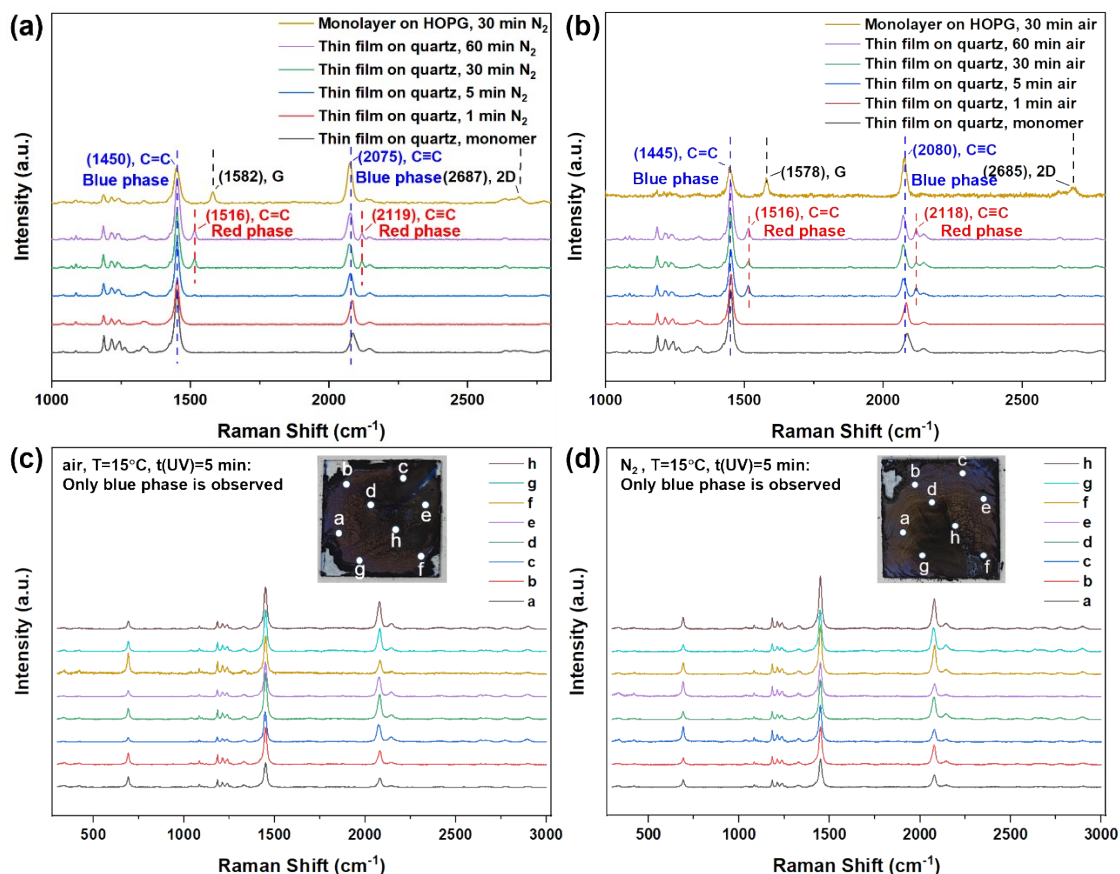 (a)
Monolayer on HOPG, 30 min N₂
Thin film on quartz, 60 min N₂
Thin film on quartz, 30 min N₂
Thin film on quartz, 5 min N₂
Thin film on quartz, 1 min N₂
Thin film on quartz, monomer
(1450), C=C
Blue phase
(1582), G
(2075), C≡C
Blue phase
(2687), 2D
(1516), C=C
Red phase
(2119), C≡C
Red phase
Intensity (a.u.)
1000 1500 2000 2500
Raman Shift (cm⁻¹)
(b)
Monolayer on HOPG, 30 min air
Thin film on quartz, 60 min air
Thin film on quartz, 30 min air
Thin film on quartz, 5 min air
Thin film on quartz, 1 min air
Thin film on quartz, monomer
(1445), C=C
Blue phase
(1578), G
(2080), C≡C
Blue phase
(2685), 2D
(1516), C=C
Red phase
(2118), C≡C
Red phase
Intensity (a.u.)
1000 1500 2000 2500
Raman Shift (cm⁻¹)
(c)
air, T=15°C, t(UV)=5 min:
Only blue phase is observed
b
c
d
a
e
h
g
f
h
g
f
e
d
c
b
a
Intensity (a.u.)
500 1000 1500 2000 2500 3000
Raman Shift (cm⁻¹)
(d)
N₂ , T=15°C, t(UV)=5 min:
Only blue phase is observed
c
b
d
e
a
h
g
f
h
g
f
e
d
c
b
a
Intensity (a.u.)
500 1000 1500 2000 2500 3000
Raman Shift (cm⁻¹)